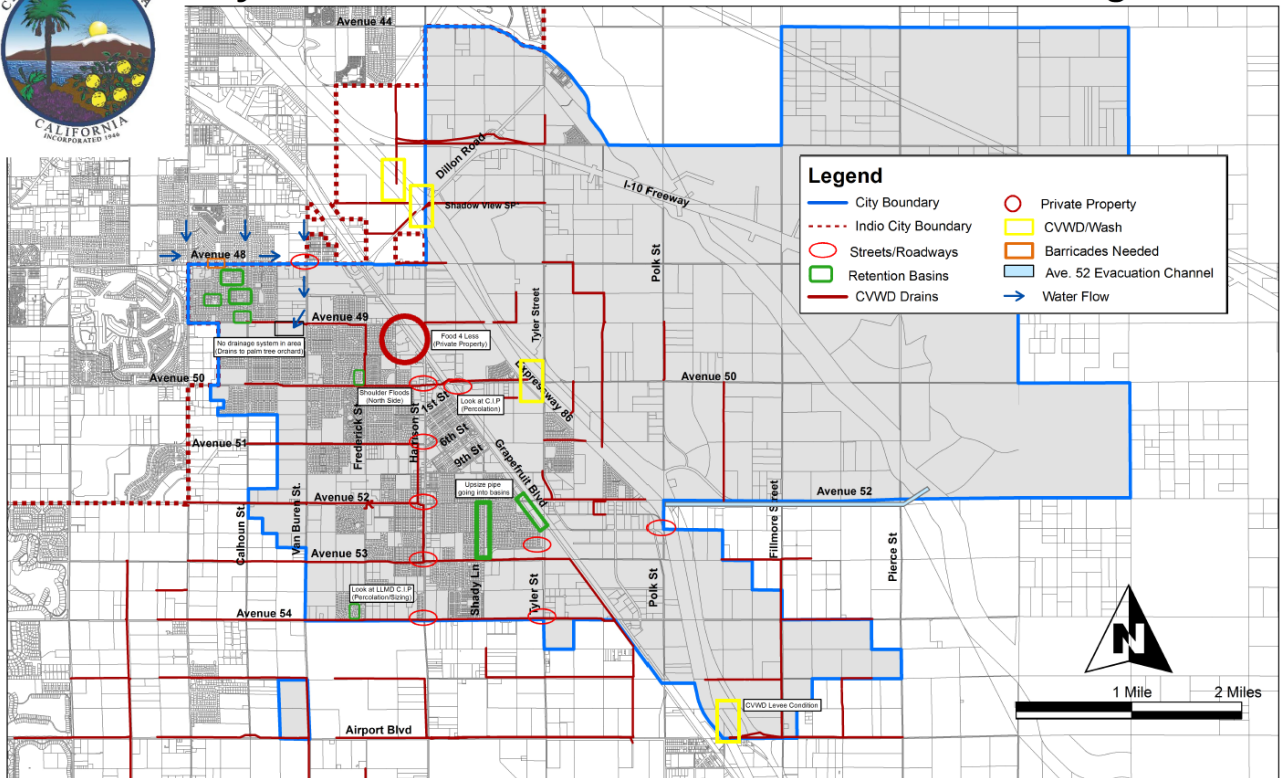 CALIFORNIA
INCORPORATED 1946
Avenue 44
Dillon Road
I-10 Freeway
Shadow View SP
Legend
City Boundary
Indio City Boundary
Streets/Roadways
Retention Basins
CVWD Drains
Private Property
CVWD/Wash
Barricades Needed
Ave. 52 Evacuation Channel
Water Flow
Avenue 48
Polk St
Avenue 49
Tyler Street
No drainage system in area
(Drains to palm tree orchard)
Food 4 Less
(Private Property)
Avenue 50
Avenue 50
Expressway 86
Shoulder Floods
(North Side)
Look at C.I.P
(Percolation)
1st St
6th St
9th St
Frederick St
Harrison St
Grapefruit Blvd
Avenue 51
Upsize pipe
going into basins
Avenue 52
Avenue 52
Calhoun St.
Van Buren St.
Fillmore Street
Pierce St
Avenue 53
Shady Ln
Tyler St
Polk St
Look at LLMD C.I.P
(Percolation/Sizing)
Avenue 54
N
1 Mile
2 Miles
CVWD Levee Condition
Airport Blvd